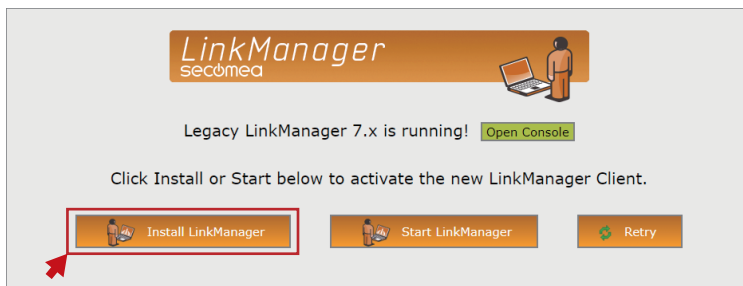 LinkManager
secomea
Legacy LinkManager 7.x is running! Open Console
Click Install or Start below to activate the new LinkManager Client.
Install LinkManager Start LinkManager Retry